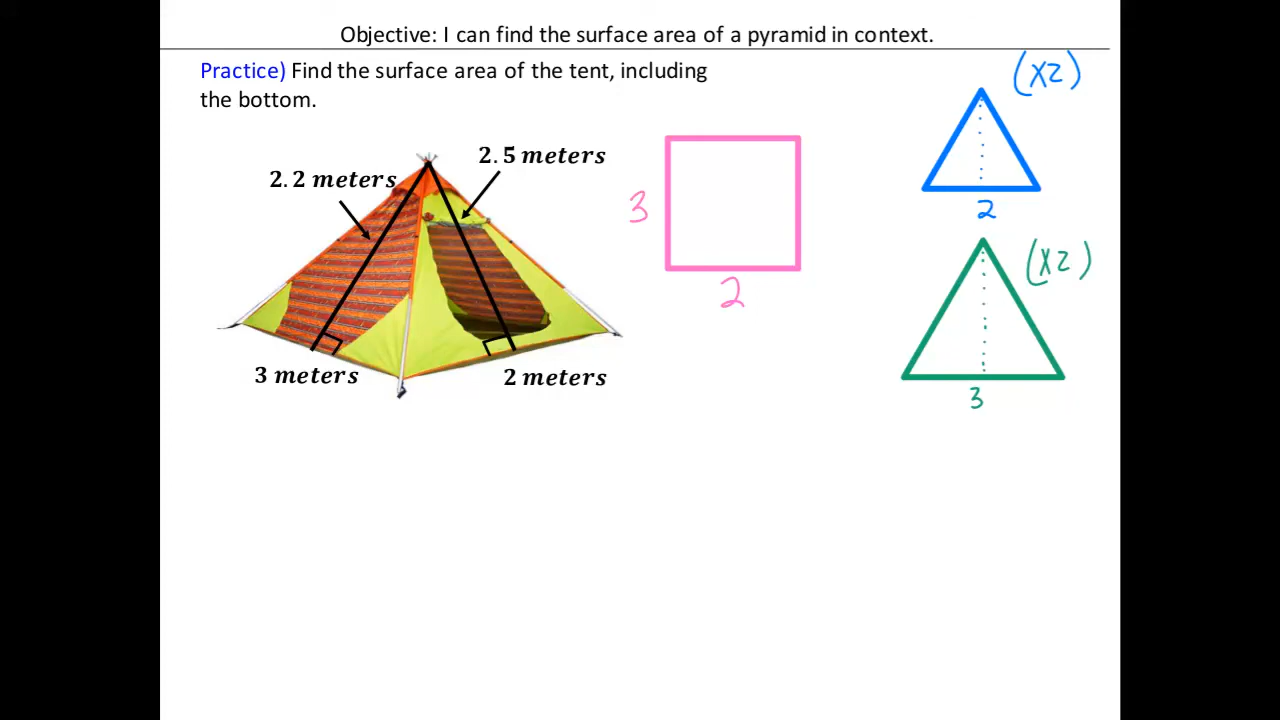 Objective: I can find the surface area of a pyramid in context.
Practice) Find the surface area of the tent, including
the bottom.
(x2)
2.5 meters
2.2 meters
3
2
2
(x2)
3 meters
2 meters
3